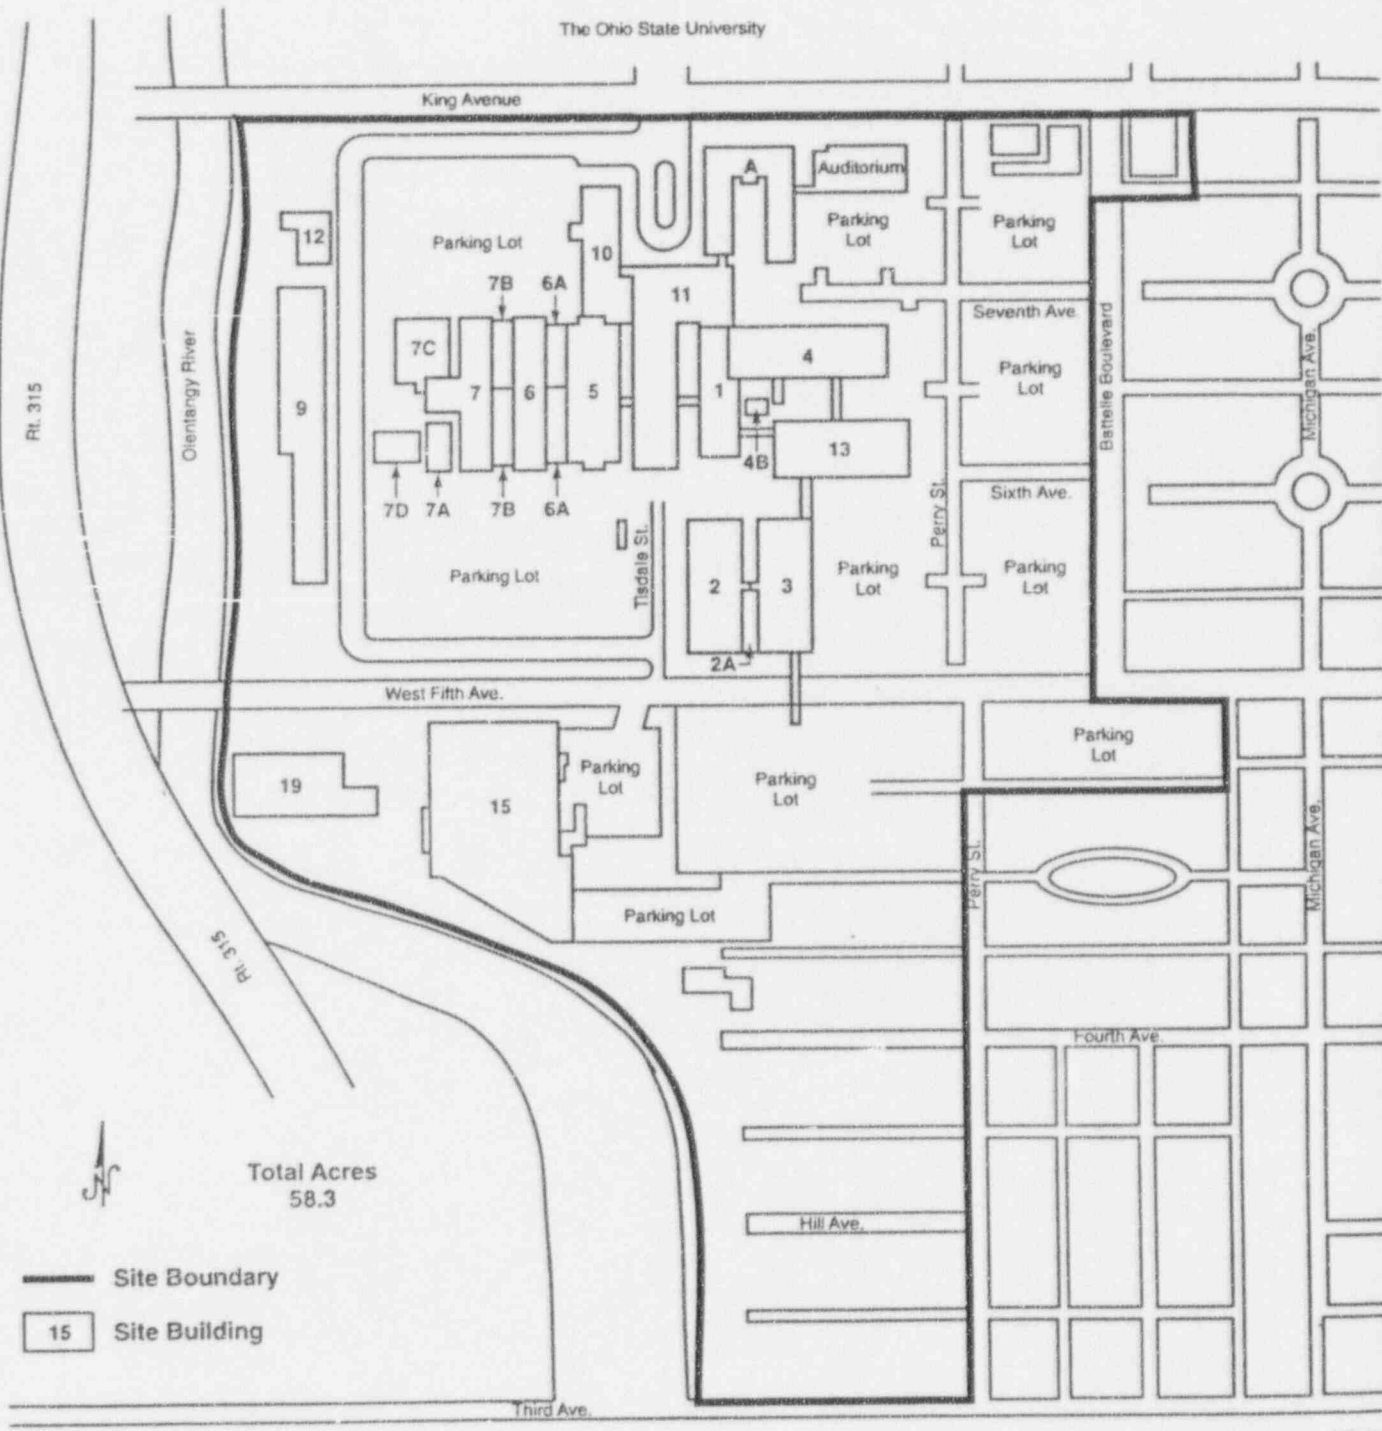 The Ohio State University
King Avenue
A
Auditorium
12
Parking Lot
10
Parking
Lot
Parking
Lot
7B
6A
11
Seventh Ave.
7C
7
6
5
1
4
Parking
Lot
9
Rt. 315
Olentangy River
Battelle Boulevard
Michigan Ave.
4B
13
7D
7A
7B
6A
Sixth Ave.
Perry St.
Tisdale St.
Parking Lot
2
3
Parking
Lot
Parking
Lot
2A
West Fifth Ave.
Parking
Lot
19
15
Parking
Lot
Parking
Lot
Perry St.
Michigan Ave.
Parking Lot
Rt. 315
Fourth Ave.
N
Total Acres
58.3
Hill Ave.
Site Boundary
15
Site Building
Third Ave.